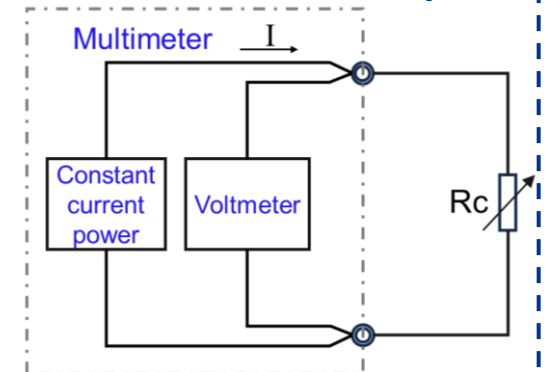 Multimeter
I
Constant
current
power
Voltmeter
Rc